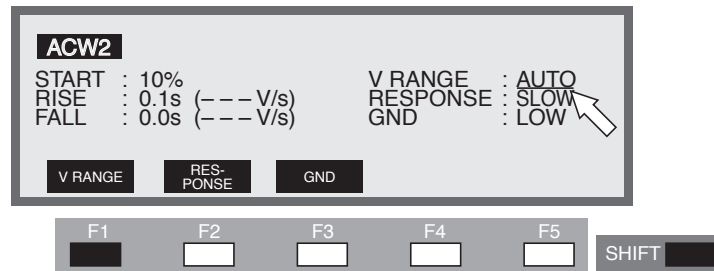 ACW2
START : 10%
RISE : 0.1s (– – – V/s)
FALL : 0.0s (– – – V/s)
V RANGE : AUTO
RESPONSE : SLOW
GND : LOW
V RANGE
RES-
PONSE
GND
F1 F2 F3 F4 F5
SHIFT